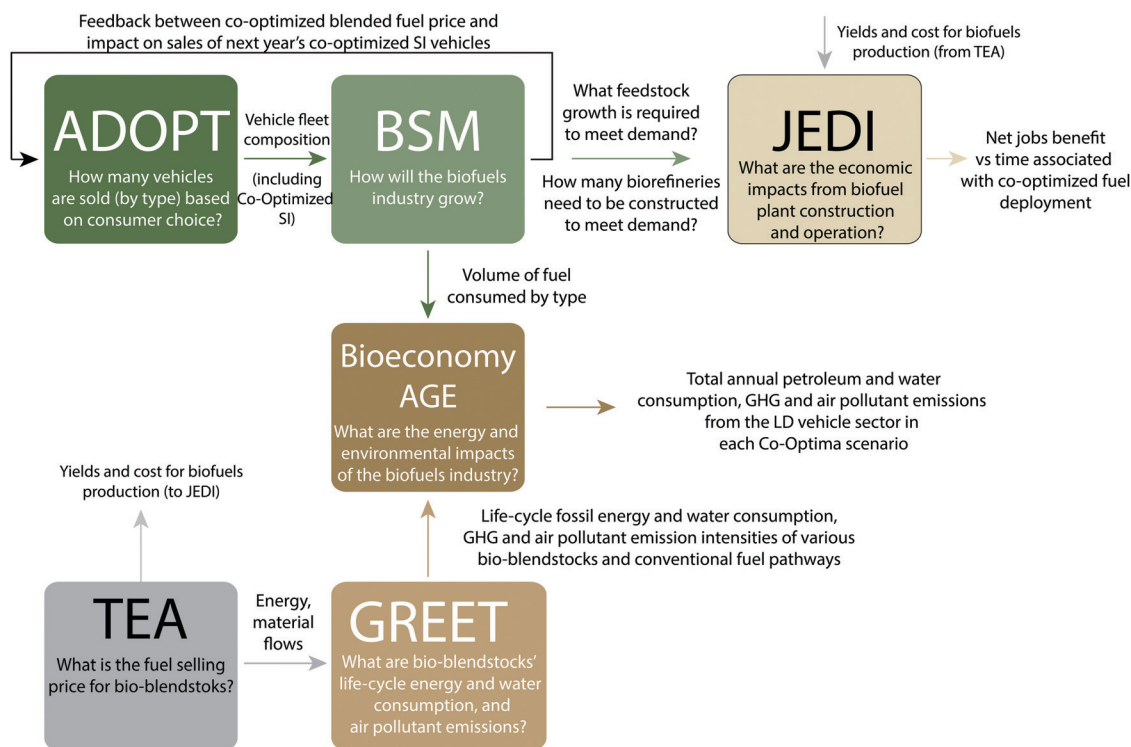 Feedback between co-optimized blended fuel price and
impact on sales of next year's co-optimized SI vehicles
Yields and cost for biofuels
production (from TEA)
ADOPT
How many vehicles
are sold (by type) based
on consumer choice?
Vehicle fleet
composition
(including
Co-Optimized
SI)
BSM
How will the biofuels
industry grow?
What feedstock
growth is required
to meet demand?
How many biorefineries
need to be constructed
to meet demand?
JEDI
What are the economic
impacts from biofuel
plant construction
and operation?
Net jobs benefit
vs time associated
with co-optimized fuel
deployment
Volume of fuel
consumed by type
Bioeconomy
AGE
What are the energy and
environmental impacts
of the biofuels industry?
Total annual petroleum and water
consumption, GHG and air pollutant emissions
from the LD vehicle sector in
each Co-Optima scenario
Yields and cost for biofuels
production (to JEDI)
Life-cycle fossil energy and water consumption,
GHG and air pollutant emission intensities of various
bio-blendstocks and conventional fuel pathways
TEA
What is the fuel selling
price for bio-blendstoks?
Energy,
material
flows
GREET
What are bio-blendstocks'
life-cycle energy and water
consumption, and
air pollutant emissions?